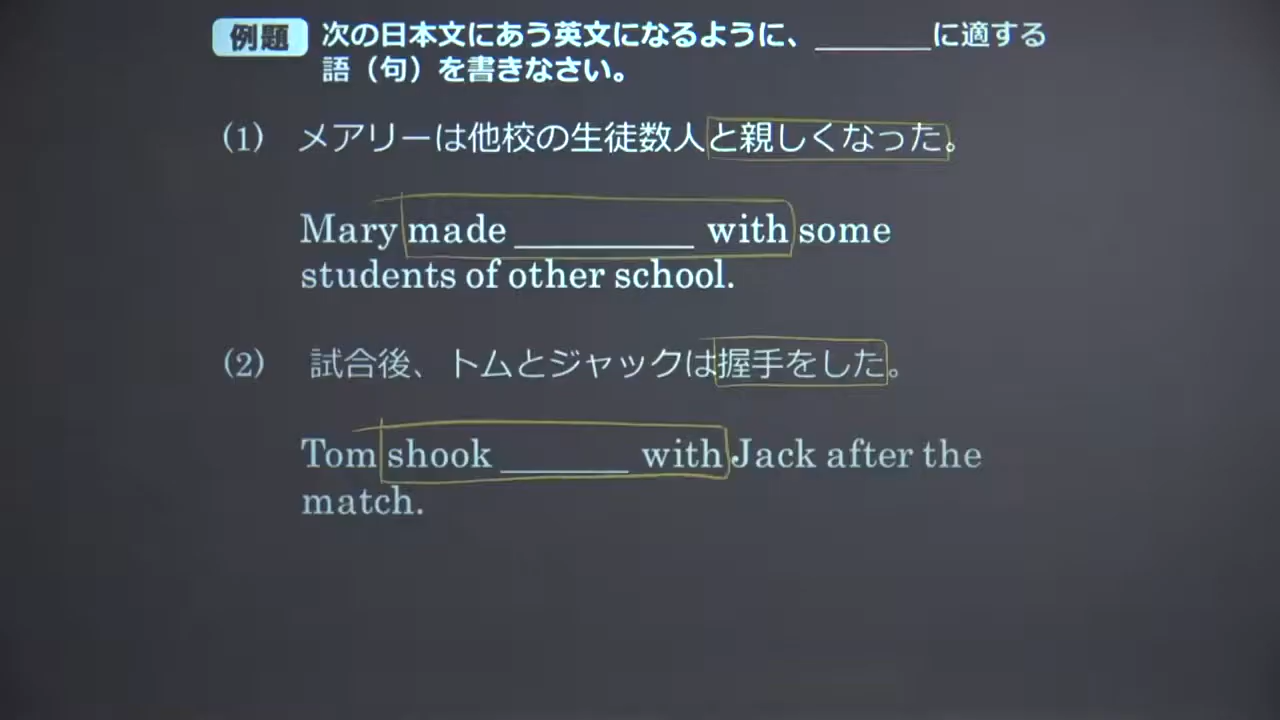 例題 次の日本文にあう英文になるように、______に適する
語（句）を書きなさい。
(1) メアリーは他校の生徒数人と親しくなった。
Mary made ______ with some
students of other school.
(2) 試合後、トムとジャックは握手をした。
Tom shook ______ with Jack after the
match.